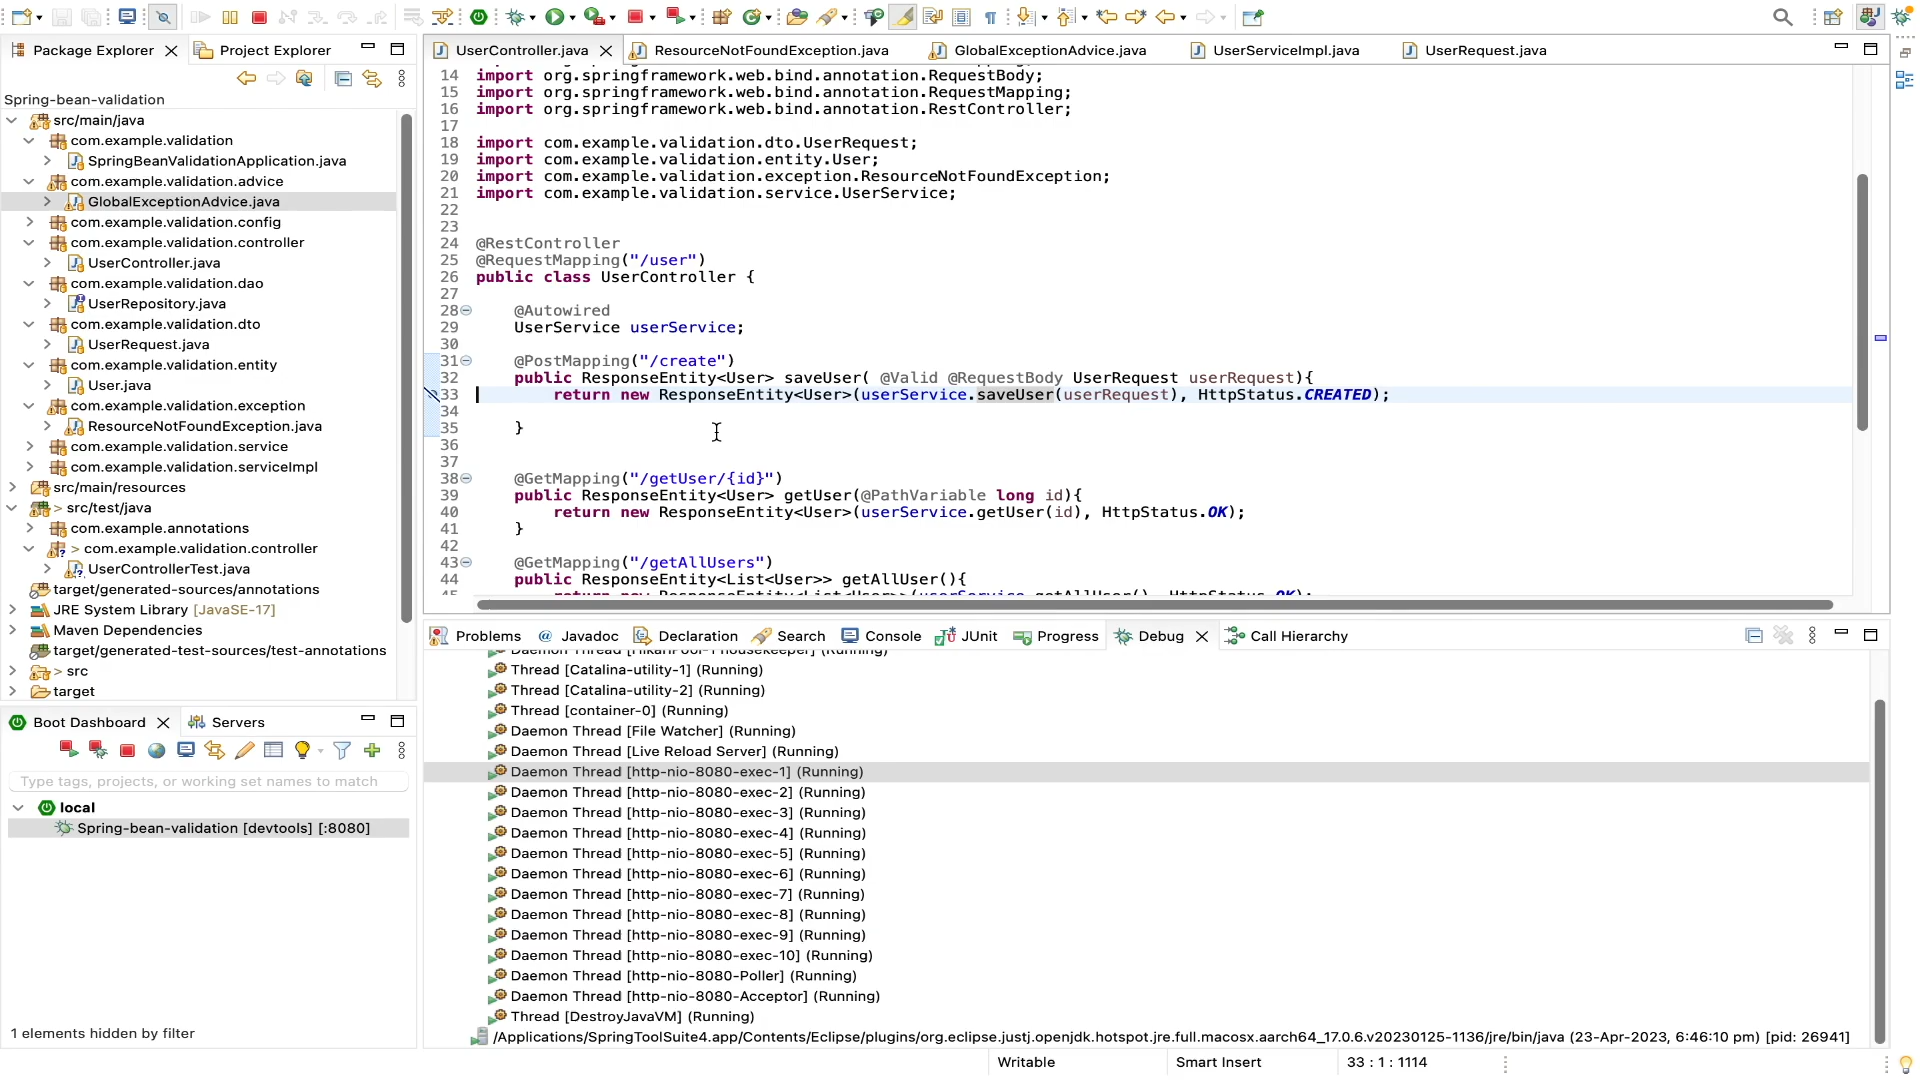 Package Explorer
Project Explorer
Spring-bean-validation
src/main/java
com.example.validation
SpringBeanValidationApplication.java
com.example.validation.advice
GlobalExceptionAdvice.java
com.example.validation.config
com.example.validation.controller
UserController.java
com.example.validation.dao
UserRepository.java
com.example.validation.dto
UserRequest.java
com.example.validation.entity
User.java
com.example.validation.exception
ResourceNotFoundException.java
com.example.validation.service
com.example.validation.serviceImpl
src/main/resources
> src/test/java
com.example.annotations
> com.example.validation.controller
UserControllerTest.java
target/generated-sources/annotations
JRE System Library [JavaSE-17]
Maven Dependencies
target/generated-test-sources/test-annotations
> src
target
Boot Dashboard
Servers
Type tags, projects, or working set names to match
local
Spring-bean-validation [devtools] [:8080]
1 elements hidden by filter
UserController.java
ResourceNotFoundException.java
GlobalExceptionAdvice.java
UserServiceImpl.java
UserRequest.java
14 import org.springframework.web.bind.annotation.RequestBody;
15 import org.springframework.web.bind.annotation.RequestMapping;
16 import org.springframework.web.bind.annotation.RestController;
17
18 import com.example.validation.dto.UserRequest;
19 import com.example.validation.entity.User;
20 import com.example.validation.exception.ResourceNotFoundException;
21 import com.example.validation.service.UserService;
22
23
24 @RestController
25 @RequestMapping("/user")
26 public class UserController {
27
28 @Autowired
29 UserService userService;
30
31 @PostMapping("/create")
32 public ResponseEntity<User> saveUser( @Valid @RequestBody UserRequest userRequest){
33 return new ResponseEntity<User>(userService.saveUser(userRequest), HttpStatus.CREATED);
34
35 }
36
37
38 @GetMapping("/getUser/{id}")
39 public ResponseEntity<User> getUser(@PathVariable long id){
40 return new ResponseEntity<User>(userService.getUser(id), HttpStatus.OK);
41 }
42
43 @GetMapping("/getAllUsers")
44 public ResponseEntity<List<User>> getAllUser(){
45 return new ResponseEntity<List<User>>(userService.getAllUser(), HttpStatus.OK);
Problems
Javadoc
Declaration
Search
Console
JUnit
Progress
Debug
Call Hierarchy
Daemon Thread [HikariPool-1 housekeeper] (Running)
Thread [Catalina-utility-1] (Running)
Thread [Catalina-utility-2] (Running)
Thread [container-0] (Running)
Daemon Thread [File Watcher] (Running)
Daemon Thread [Live Reload Server] (Running)
Daemon Thread [http-nio-8080-exec-1] (Running)
Daemon Thread [http-nio-8080-exec-2] (Running)
Daemon Thread [http-nio-8080-exec-3] (Running)
Daemon Thread [http-nio-8080-exec-4] (Running)
Daemon Thread [http-nio-8080-exec-5] (Running)
Daemon Thread [http-nio-8080-exec-6] (Running)
Daemon Thread [http-nio-8080-exec-7] (Running)
Daemon Thread [http-nio-8080-exec-8] (Running)
Daemon Thread [http-nio-8080-exec-9] (Running)
Daemon Thread [http-nio-8080-exec-10] (Running)
Daemon Thread [http-nio-8080-Poller] (Running)
Daemon Thread [http-nio-8080-Acceptor] (Running)
Thread [DestroyJavaVM] (Running)
/Applications/SpringToolSuite4.app/Contents/Eclipse/plugins/org.eclipse.justj.openjdk.hotspot.jre.full.macosx.aarch64_17.0.6.v20230125-1136/jre/bin/java (23-Apr-2023, 6:46:10 pm) [pid: 26941]
Writable
Smart Insert
33 : 1 : 1114